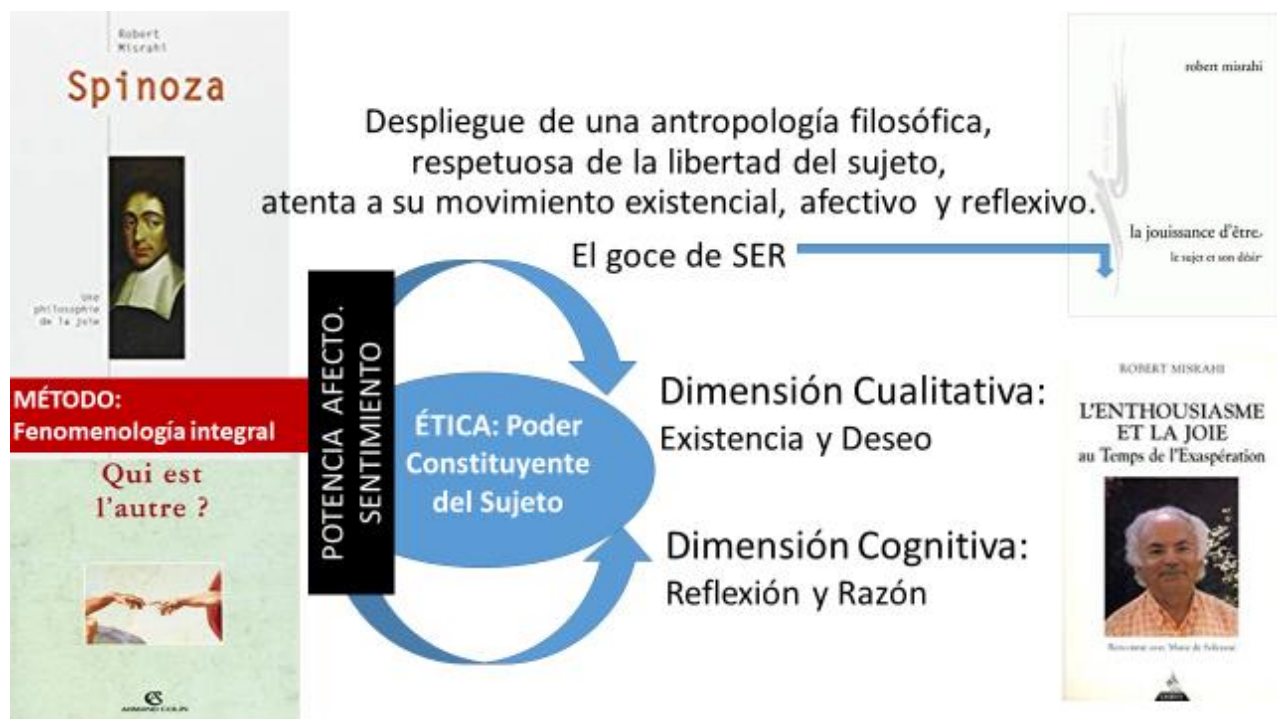 Robert
Misrahi
Spinoza
Une
philosophie
de la joie
MÉTODO:
Fenomenología integral
Qui est
l'autre ?
ARMAND COLIN
Despliegue de una antropología filosófica,
respetuosa de la libertad del sujeto,
atenta a su movimiento existencial, afectivo y reflexivo.
El goce de SER
POTENCIA AFECTO.
SENTIMIENTO
ÉTICA: Poder
Constituyente
del Sujeto
Dimensión Cualitativa:
Existencia y Deseo
Dimensión Cognitiva:
Reflexión y Razón
robert misrahi
la jouissance d'être
le sujet et son désir
ROBERT MISRAHI
L'ENTHOUSIASME
ET LA JOIE
au Temps de l'Exaspération